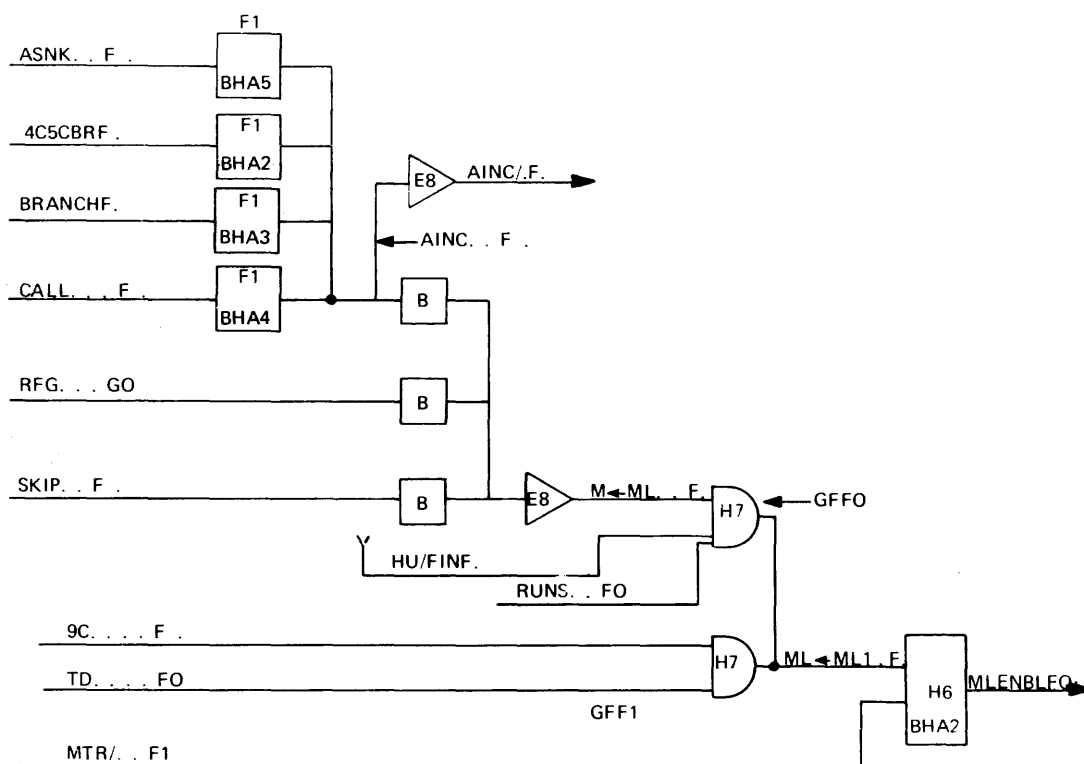 F1
ASNK. . F .
BHA5
4C5CBRF .
F1
BHA2
E8
AINC/.F.
BRANCHF.
F1
BHA3
AINC. . F .
CALL. . . F .
F1
BHA4
B
RFG. . . GO
B
SKIP. . F .
B
E8
M←ML. . F.
H7
GFFO
HU/FINF.
RUNS. . FO
9C. . . . F .
H7
ML←ML1.F.
TD. . . . FO
GFF1
H6
BHA2
MLENBLFO.
MTR/. . F1